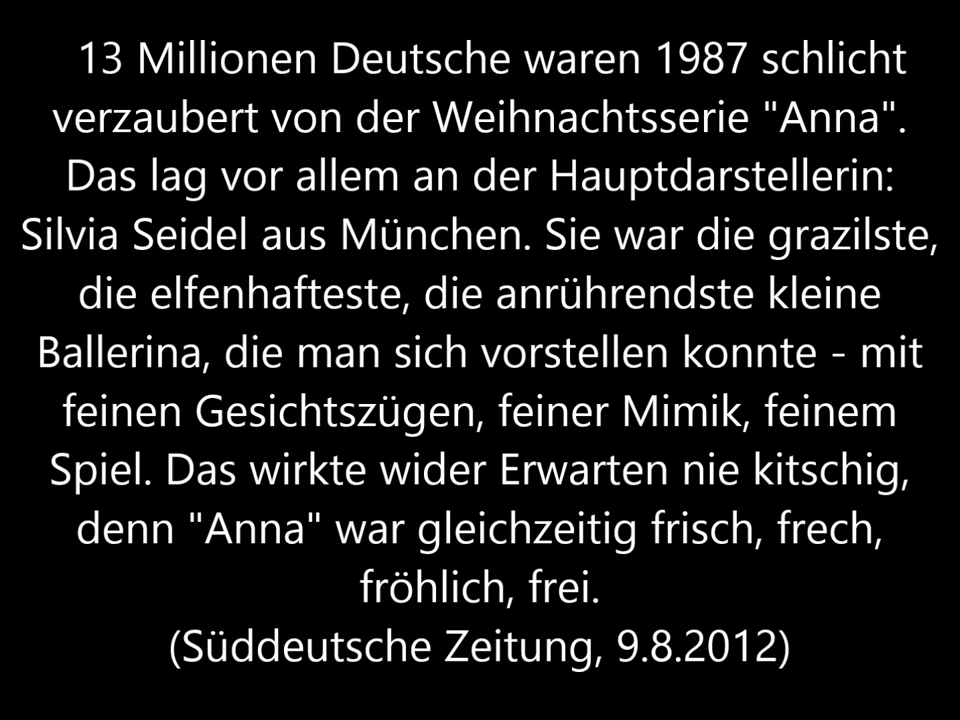 13 Millionen Deutsche waren 1987 schlicht
verzaubert von der Weihnachtsserie "Anna".
Das lag vor allem an der Hauptdarstellerin:
Silvia Seidel aus München. Sie war die grazilste,
die elfenhafteste, die anrührendste kleine
Ballerina, die man sich vorstellen konnte - mit
feinen Gesichtszügen, feiner Mimik, feinem
Spiel. Das wirkte wider Erwarten nie kitschig,
denn "Anna" war gleichzeitig frisch, frech,
fröhlich, frei.
(Süddeutsche Zeitung, 9.8.2012)